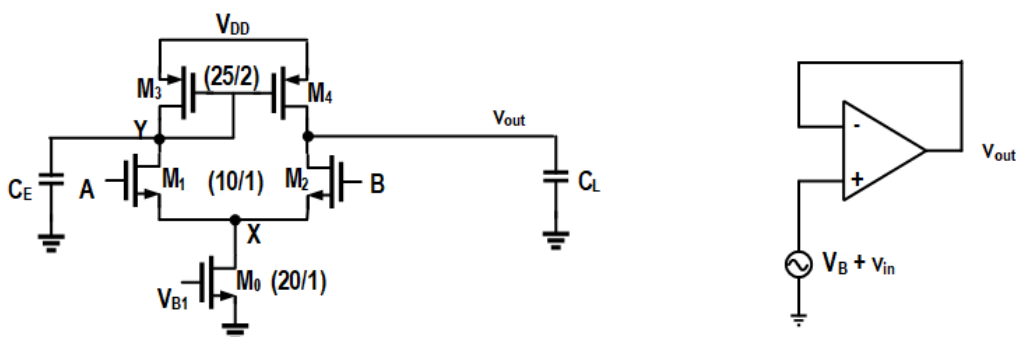 VDD
M3 (25/2) M4
Y
vout
CE A M1 (10/1) M2 B CL
X
VB1 M0 (20/1)
-
+
vout
VB + vin